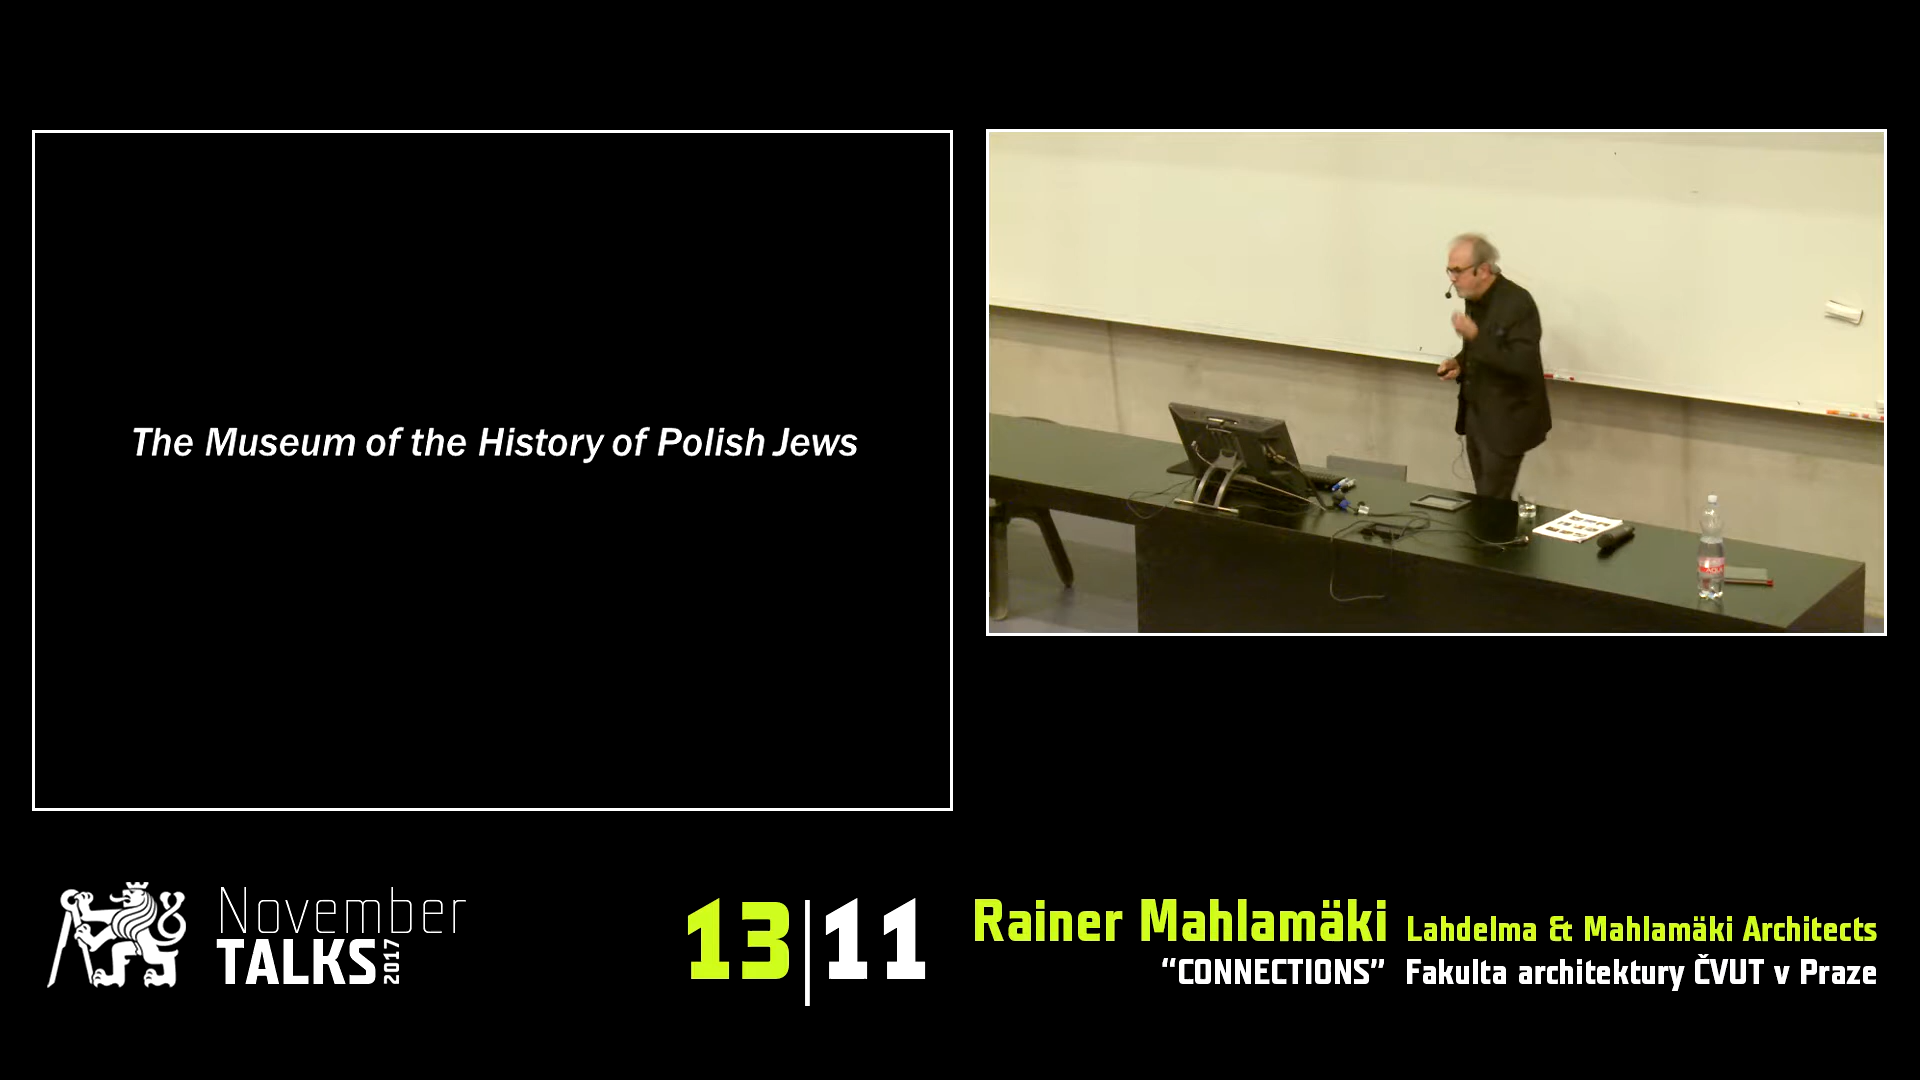 The Museum of the History of Polish Jews
November
TALKS 2017
13|11
Rainer Mahlamäki Lahdelma & Mahlamäki Architects
“CONNECTIONS” Fakulta architektury ČVUT v Praze